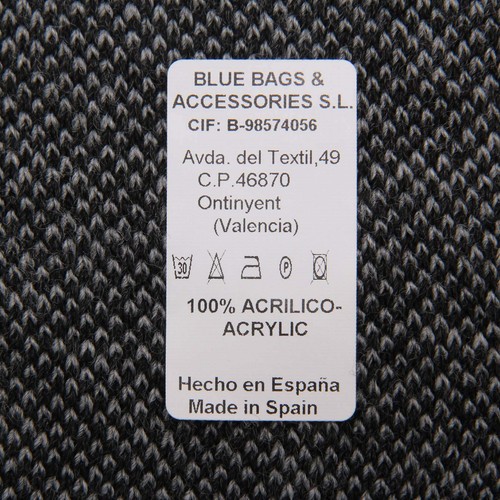 BLUE BAGS &
ACCESSORIES S.L.
CIF: B-98574056
Avda. del Textil,49
C.P.46870
Ontinyent
(Valencia)
30 P
100% ACRILICO-
ACRYLIC
Hecho en España
Made in Spain